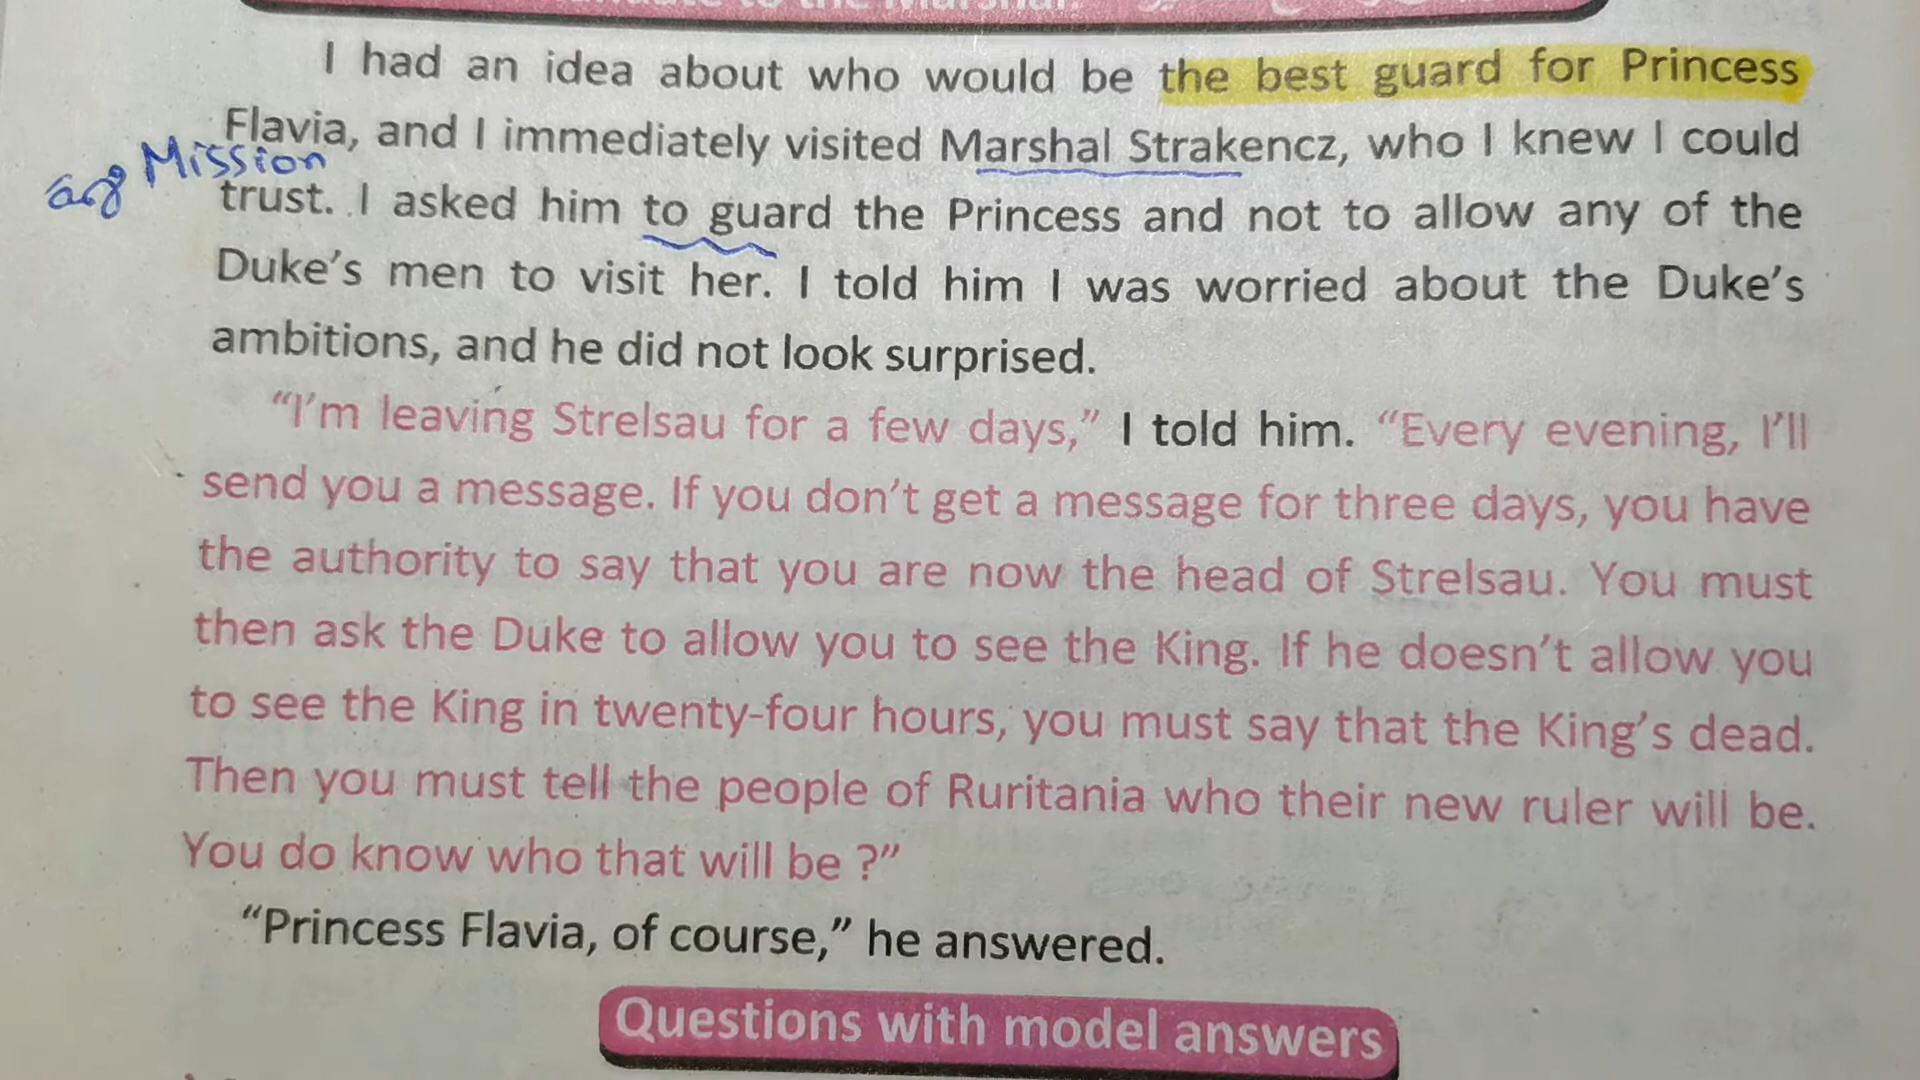 I had an idea about who would be the best guard for Princess
Flavia, and I immediately visited Marshal Strakencz, who I knew I could
Mission
trust. I asked him to guard the Princess and not to allow any of the
Duke's men to visit her. I told him I was worried about the Duke's
ambitions, and he did not look surprised.
“I'm leaving Strelsau for a few days,” I told him. “Every evening, I'll
send you a message. If you don't get a message for three days, you have
the authority to say that you are now the head of Strelsau. You must
then ask the Duke to allow you to see the King. If he doesn't allow you
to see the King in twenty-four hours, you must say that the King's dead.
Then you must tell the people of Ruritania who their new ruler will be.
You do know who that will be ?”
“Princess Flavia, of course,” he answered.
Questions with model answers